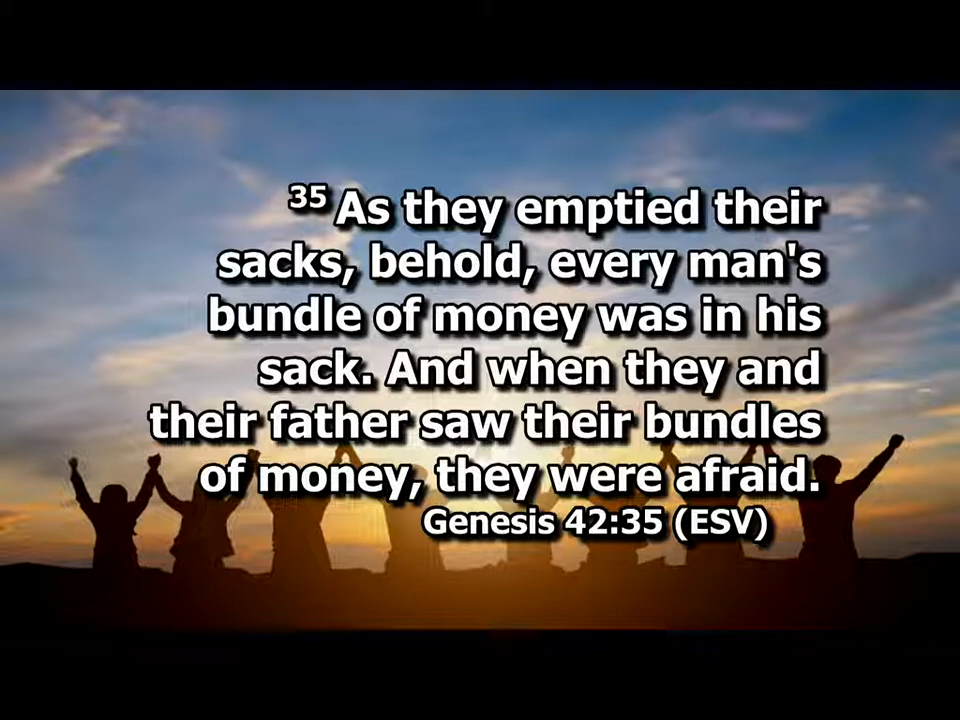 35 As they emptied their
sacks, behold, every man's
bundle of money was in his
sack. And when they and
their father saw their bundles
of money, they were afraid.
Genesis 42:35 (ESV)